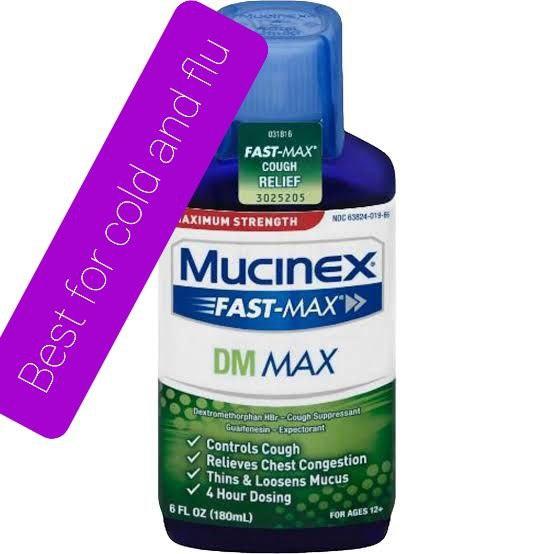 Best for cold and flu
031816
FAST-MAX®
COUGH
RELIEF
3025205
MAXIMUM STRENGTH
NDC 63824-019-66
Mucinex®
FAST-MAX®
DM MAX
Dextromethorphan HBr – Cough Suppressant
Guaifenesin – Expectorant
Controls Cough
Relieves Chest Congestion
Thins & Loosens Mucus
4 Hour Dosing
6 FL OZ (180mL)
FOR AGES 12+